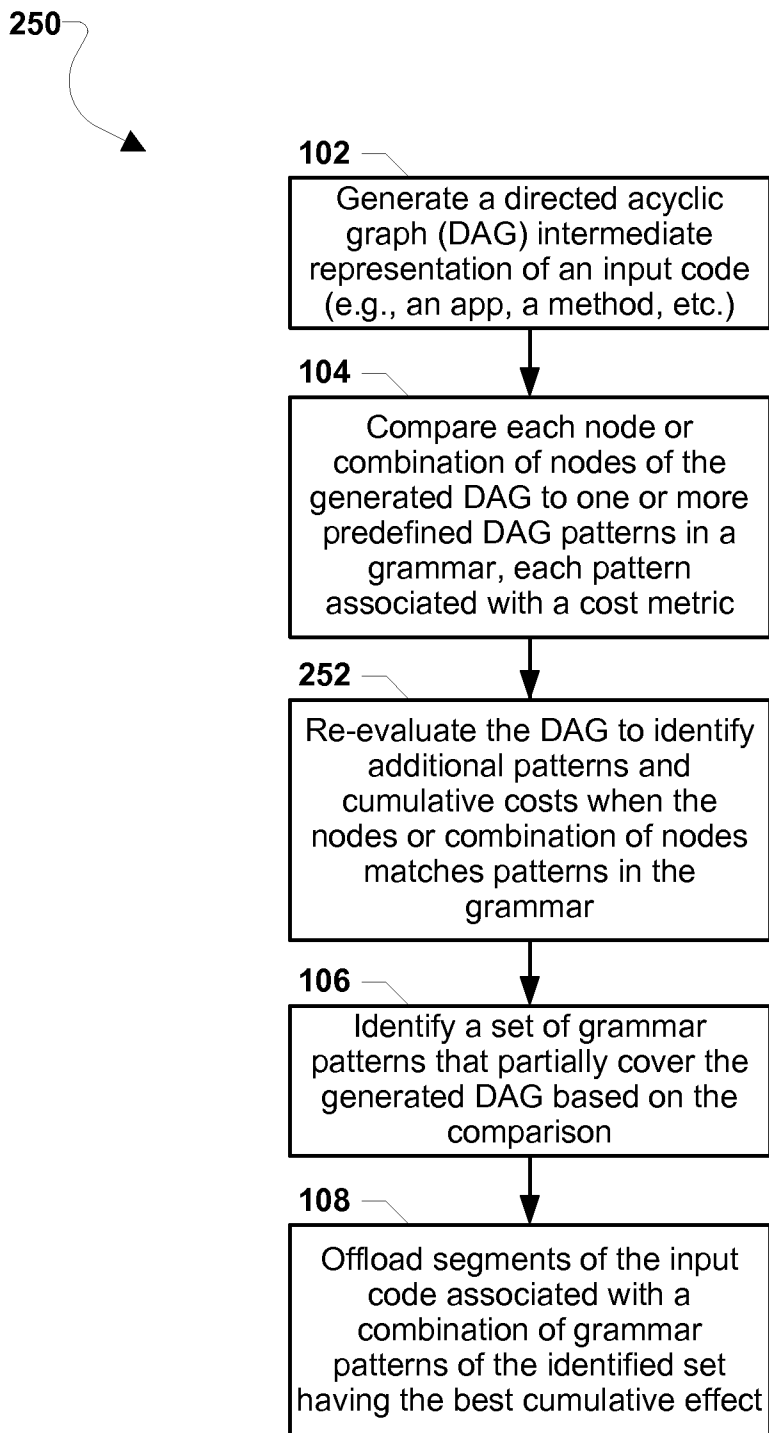 250
102
Generate a directed acyclic
graph (DAG) intermediate
representation of an input code
(e.g., an app, a method, etc.)
104
Compare each node or
combination of nodes of the
generated DAG to one or more
predefined DAG patterns in a
grammar, each pattern
associated with a cost metric
252
Re-evaluate the DAG to identify
additional patterns and
cumulative costs when the
nodes or combination of nodes
matches patterns in the
grammar
106
Identify a set of grammar
patterns that partially cover the
generated DAG based on the
comparison
108
Offload segments of the input
code associated with a
combination of grammar
patterns of the identified set
having the best cumulative effect